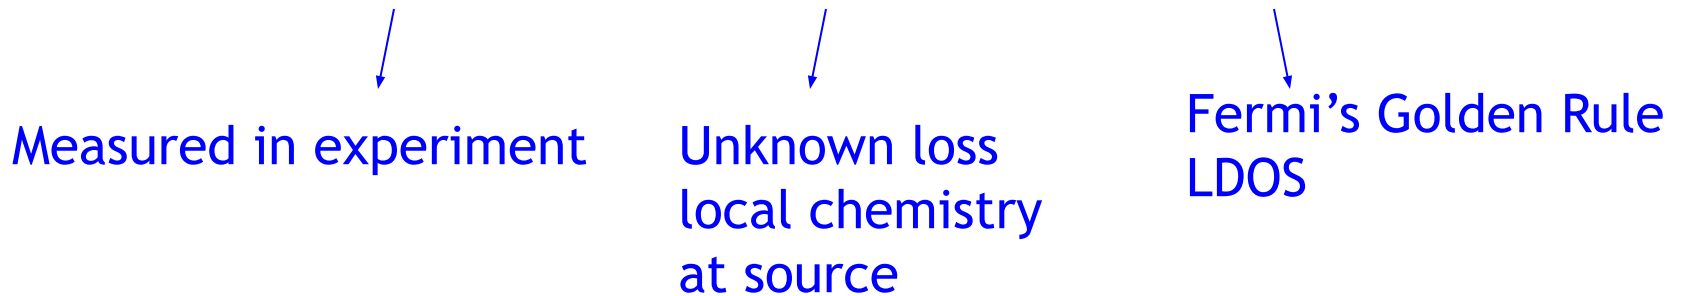 Measured in experiment
Unknown loss
local chemistry
at source
Fermi’s Golden Rule
LDOS